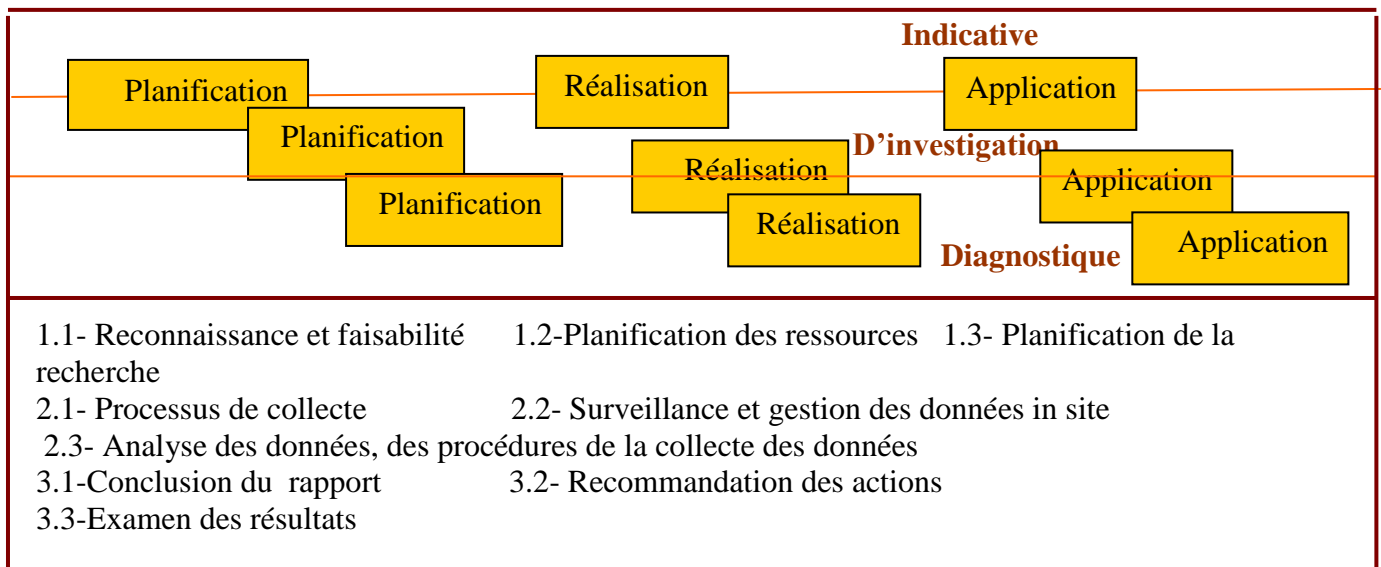 Indicative
Planification Réalisation Application
Planification D’investigation
Réalisation Application
Planification Réalisation
Diagnostique Application
1.1- Reconnaissance et faisabilité 1.2-Planification des ressources 1.3- Planification de la
recherche
2.1- Processus de collecte 2.2- Surveillance et gestion des données in site
2.3- Analyse des données, des procédures de la collecte des données
3.1-Conclusion du rapport 3.2- Recommandation des actions
3.3-Examen des résultats